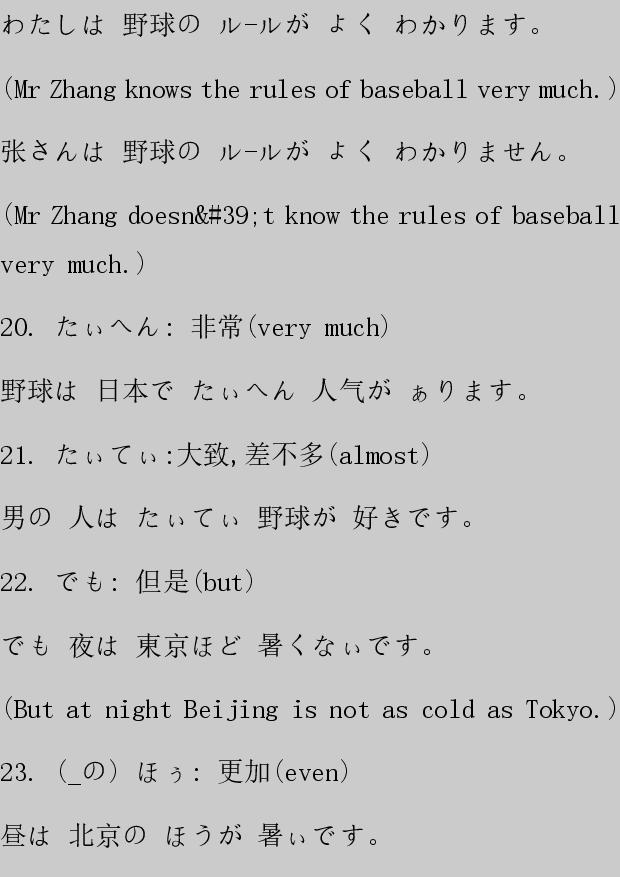 わたしは 野球の ル-ルが よく わかります。
(Mr Zhang knows the rules of baseball very much.)
张さんは 野球の ル-ルが よく わかりません。
(Mr Zhang doesn&#39;t know the rules of baseball
very much.)
20. たぃへん: 非常(very much)
野球は 日本で たぃへん 人气が ぁります。
21. たぃてぃ:大致,差不多(almost)
男の 人は たぃてぃ 野球が 好きです。
22. でも: 但是(but)
でも 夜は 東京ほど 暑くなぃです。
(But at night Beijing is not as cold as Tokyo.)
23. (_の) ほぅ: 更加(even)
昼は 北京の ほうが 暑ぃです。